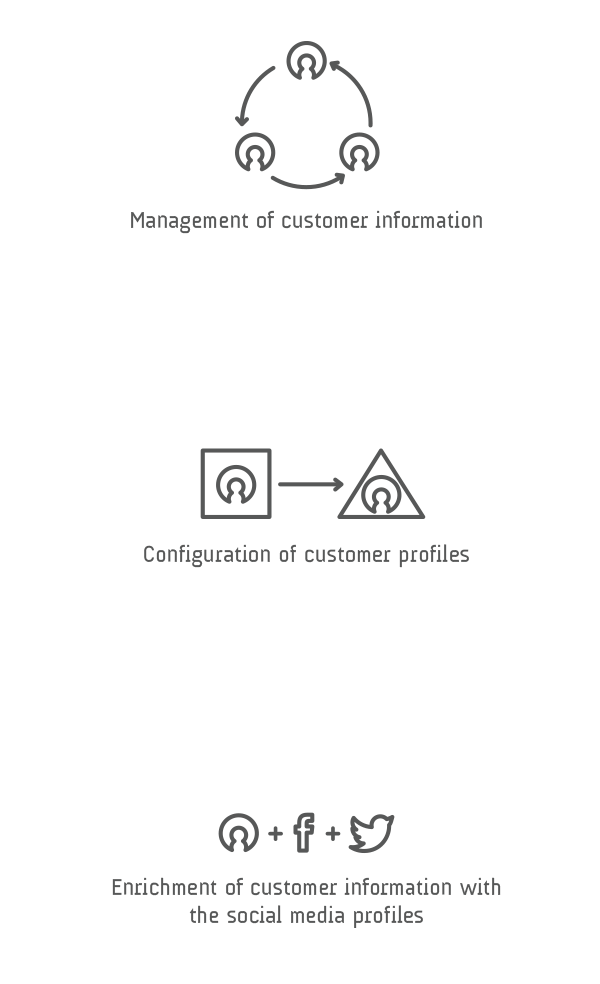 Management of customer information
Configuration of customer profiles
Enrichment of customer information with
the social media profiles